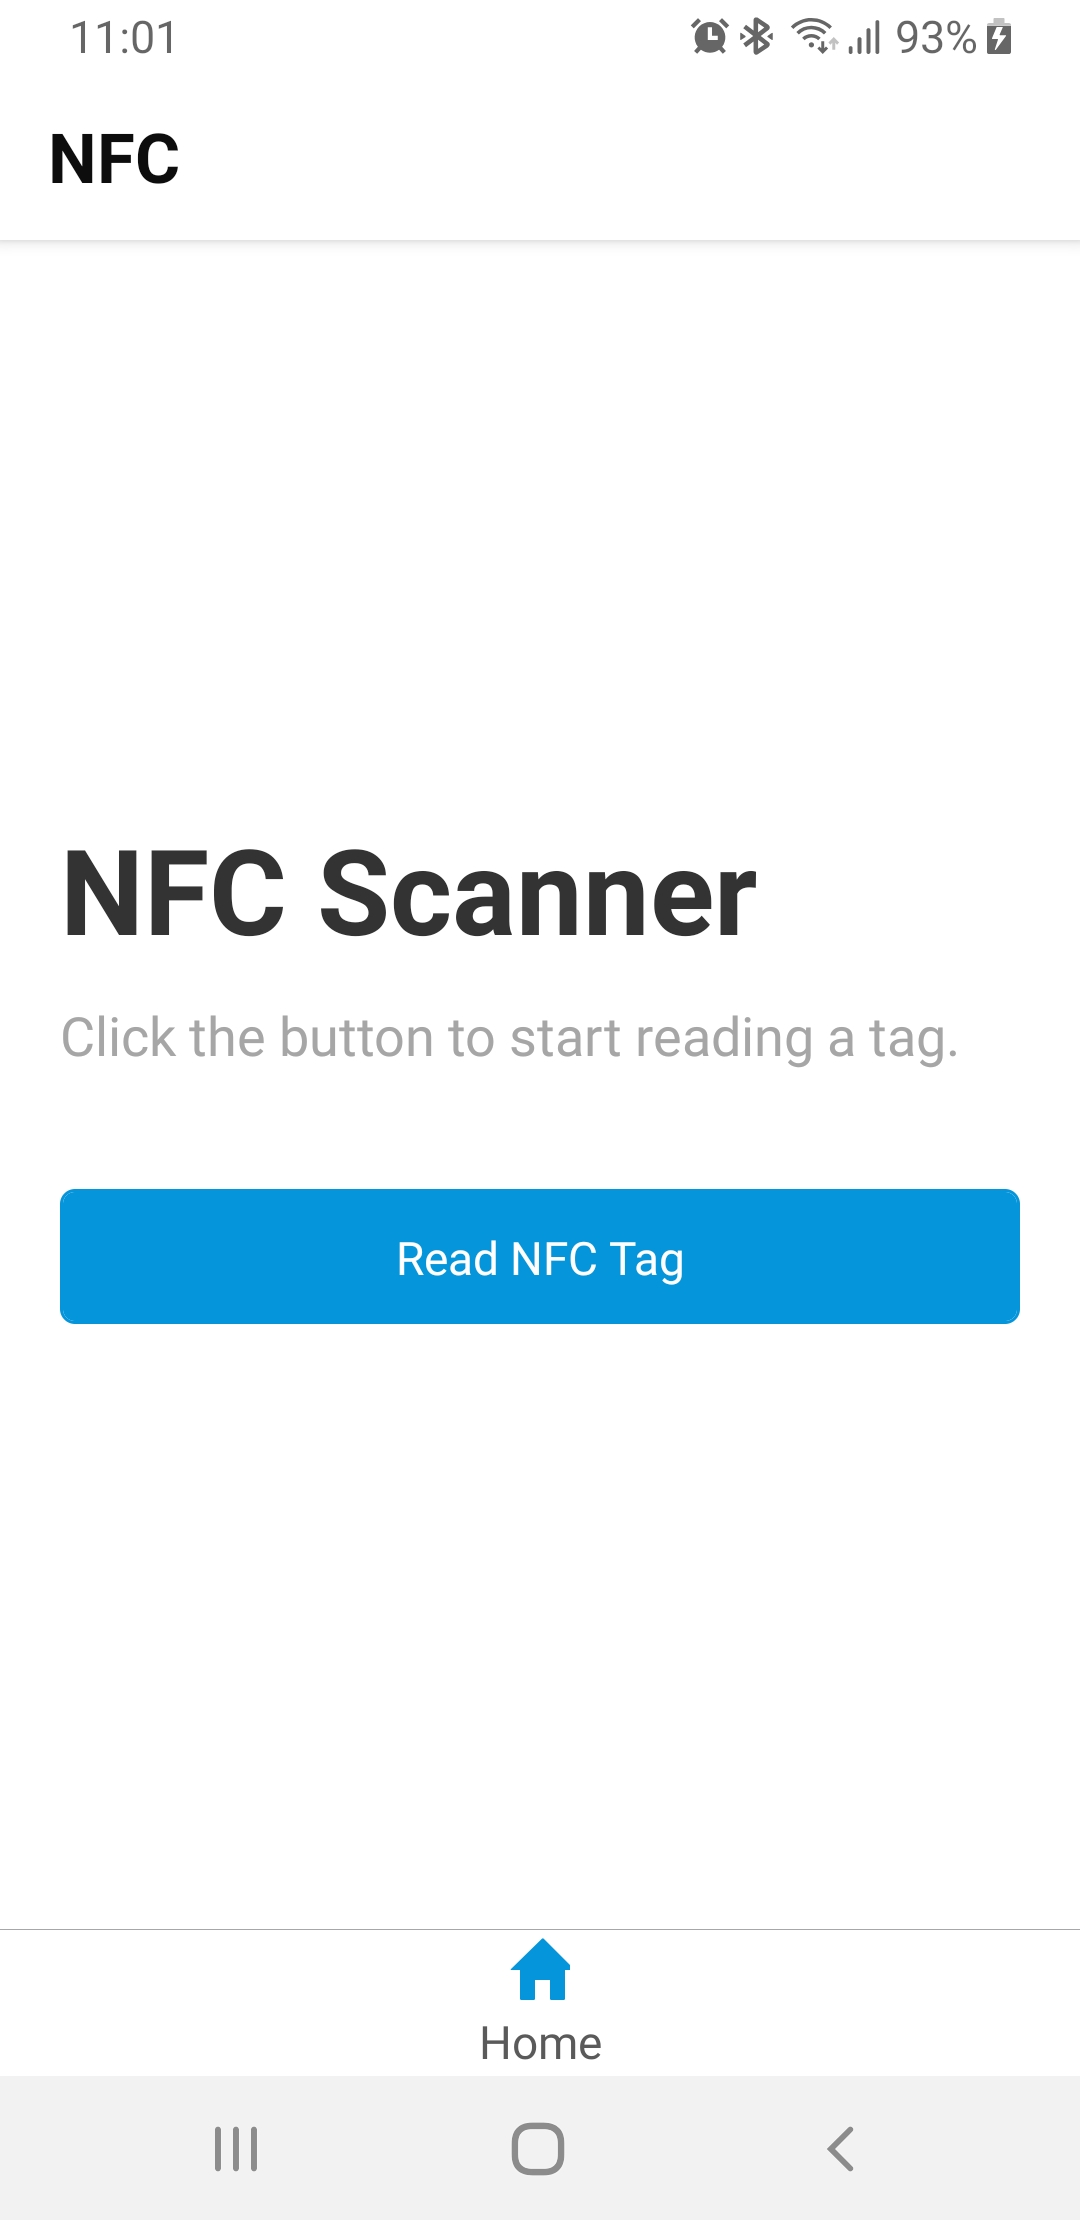 11:01 93%
NFC
NFC Scanner
Click the button to start reading a tag.
Read NFC Tag
Home